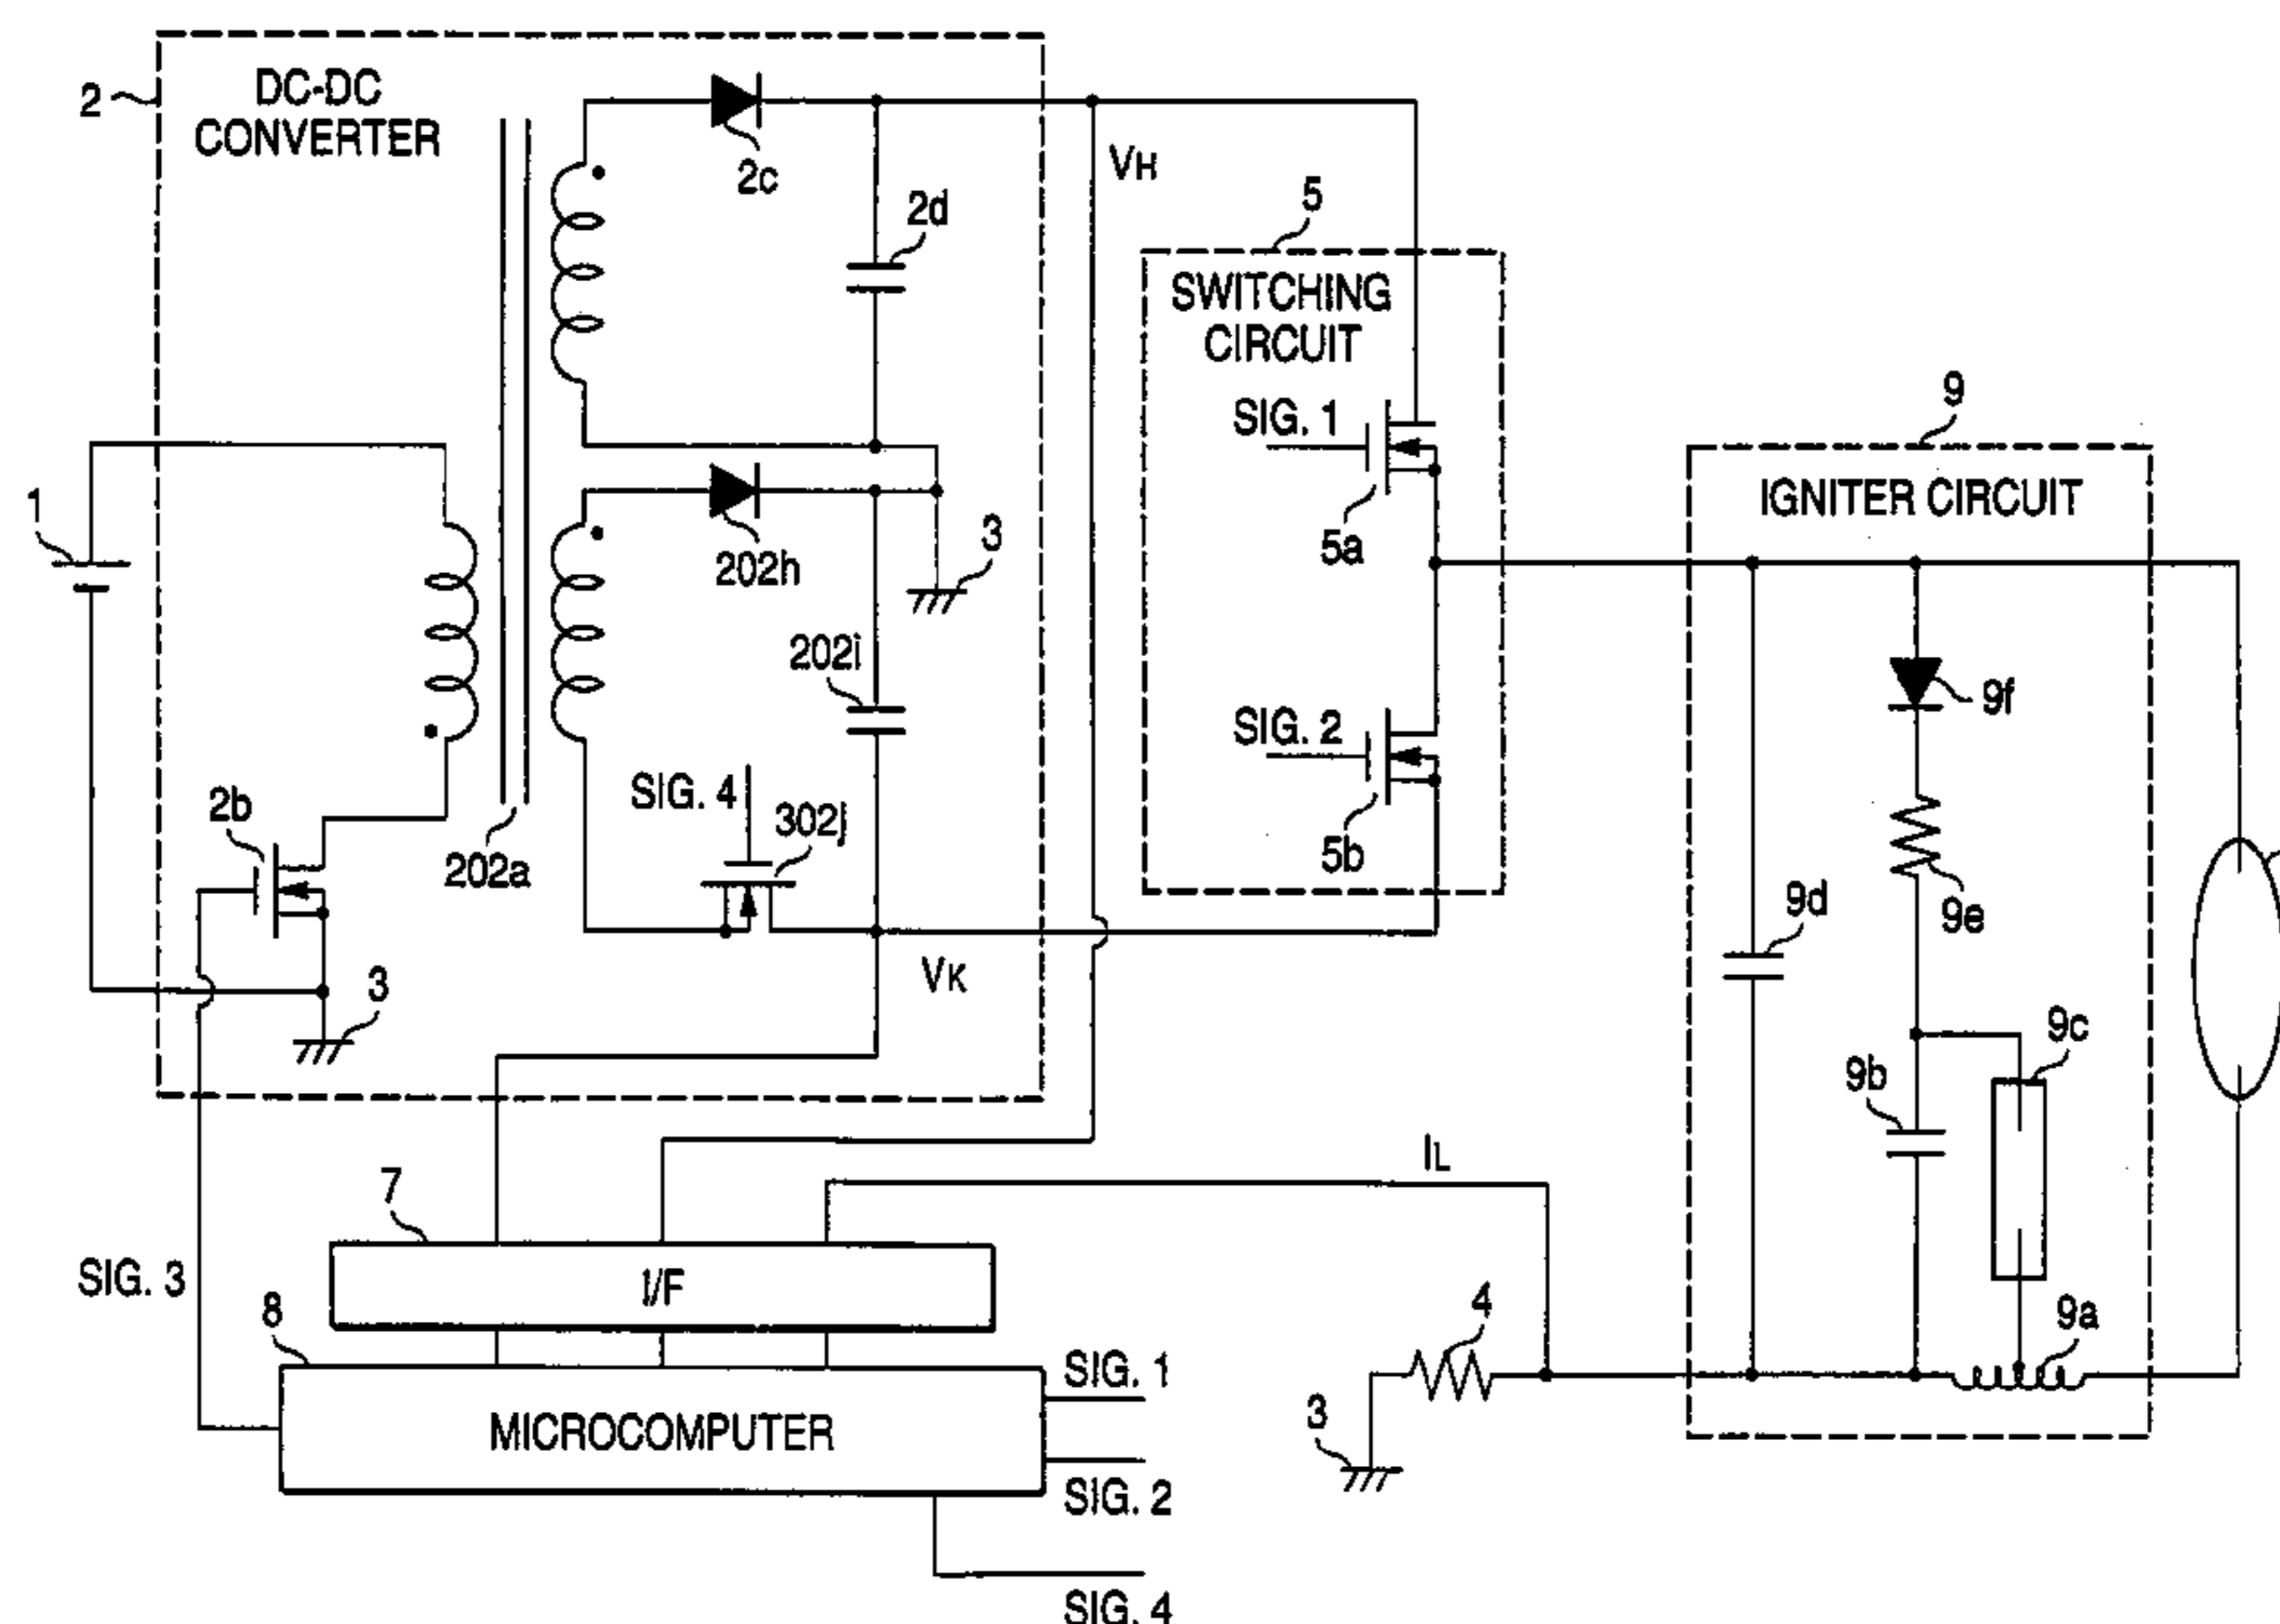 2
DC-DC
CONVERTER
2c
2d
VH
5
SWITCHING
CIRCUIT
SIG. 1
5a
9
IGNITER CIRCUIT
1
202h
3
202i
SIG. 2
5b
9f
2b
SIG. 4
302j
202a
9e
9d
VK
3
9c
9b
IL
7
SIG. 3
I/F
8
4
9a
MICROCOMPUTER
SIG. 1
3
SIG. 2
SIG. 4